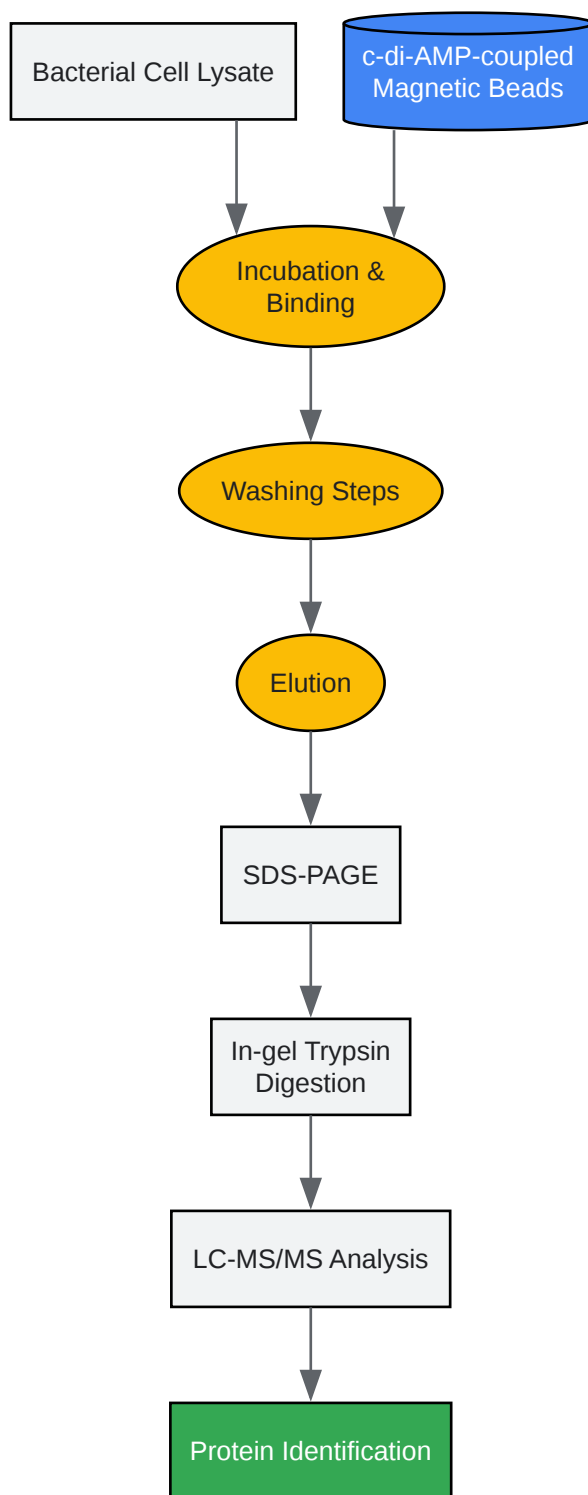 Bacterial Cell Lysate
c-di-AMP-coupled
Magnetic Beads
Incubation &
Binding
Washing Steps
Elution
SDS-PAGE
In-gel Trypsin
Digestion
LC-MS/MS Analysis
Protein Identification